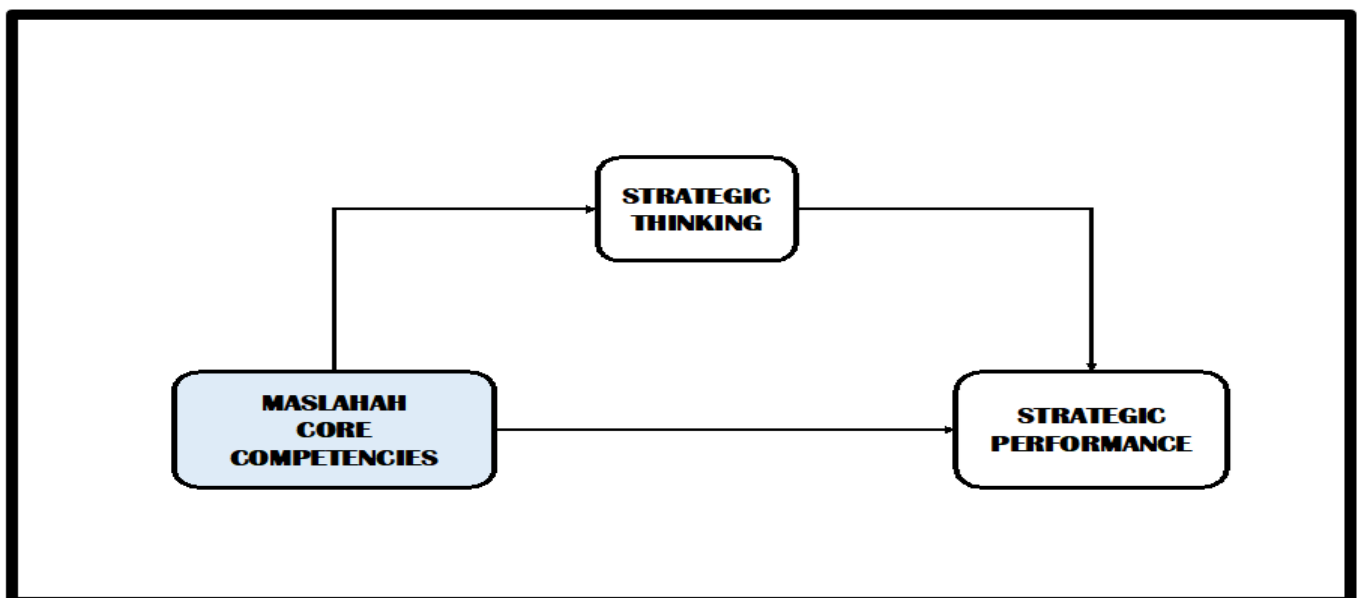 STRATEGIC
THINKING
MASLAHAH
CORE
COMPETENCIES
STRATEGIC
PERFORMANCE